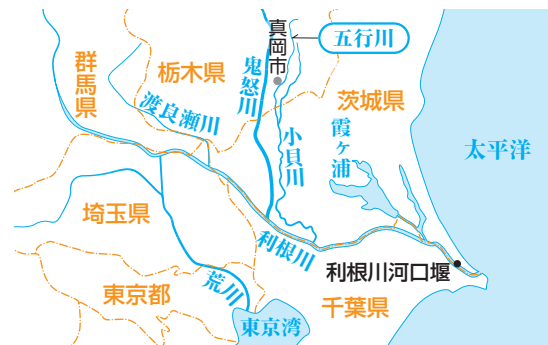 真岡市
五行川
群馬県
栃木県
鬼怒川
茨城県
渡良瀬川
小貝川
霞ヶ浦
太平洋
埼玉県
利根川
利根川河口堰
東京都
荒川
千葉県
東京湾